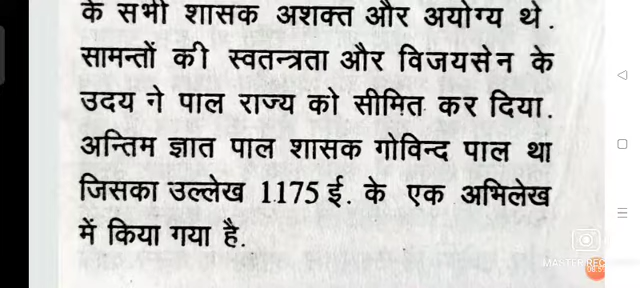 के सभी शासक अशक्त और अयोग्य थे.
सामन्तों की स्वतन्त्रता और विजयसेन के
उदय ने पाल राज्य को सीमित कर दिया.
अन्तिम ज्ञात पाल शासक गोविन्द पाल था
जिसका उल्लेख 1175 ई. के एक अभिलेख
में किया गया है.